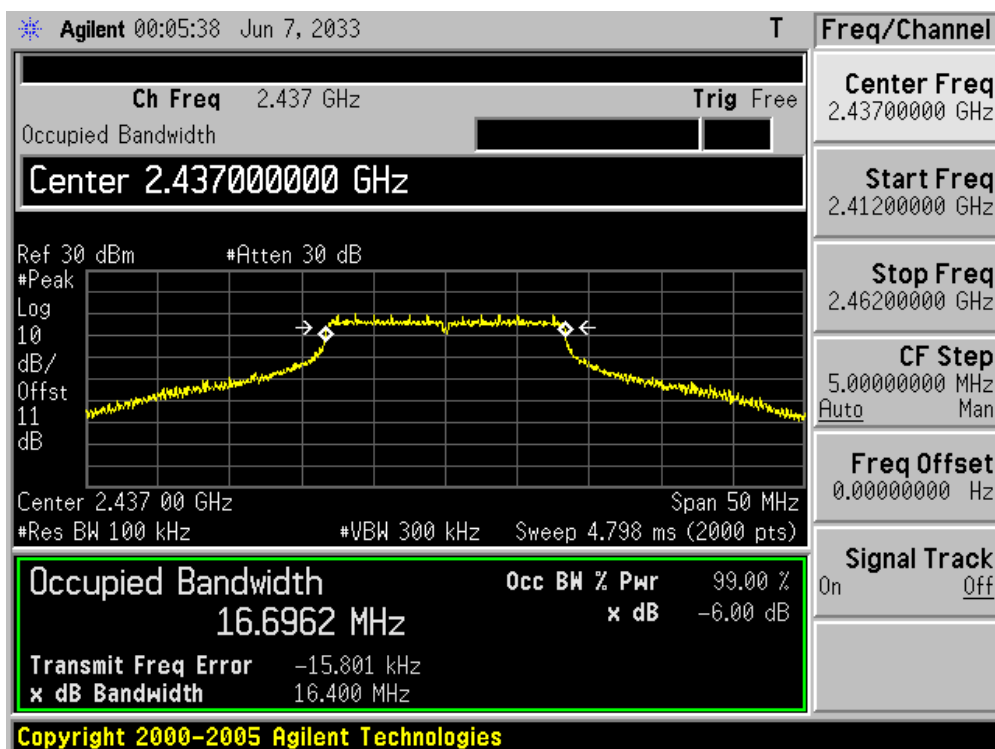 Agilent 00:05:38 Jun 7, 2033 T
Ch Freq 2.437 GHz Trig Free
Occupied Bandwidth
Center 2.437000000 GHz
Ref 30 dBm #Atten 30 dB
#Peak
Log
10
dB/
Offst
11
dB
Center 2.437 00 GHz Span 50 MHz
#Res BW 100 kHz #VBW 300 kHz Sweep 4.798 ms (2000 pts)
Occupied Bandwidth Occ BW % Pwr 99.00 %
16.6962 MHz x dB -6.00 dB
Transmit Freq Error -15.801 kHz
x dB Bandwidth 16.400 MHz
Copyright 2000-2005 Agilent Technologies
Freq/Channel
Center Freq
2.43700000 GHz
Start Freq
2.41200000 GHz
Stop Freq
2.46200000 GHz
CF Step
5.00000000 MHz
Auto Man
Freq Offset
0.00000000 Hz
Signal Track
On Off